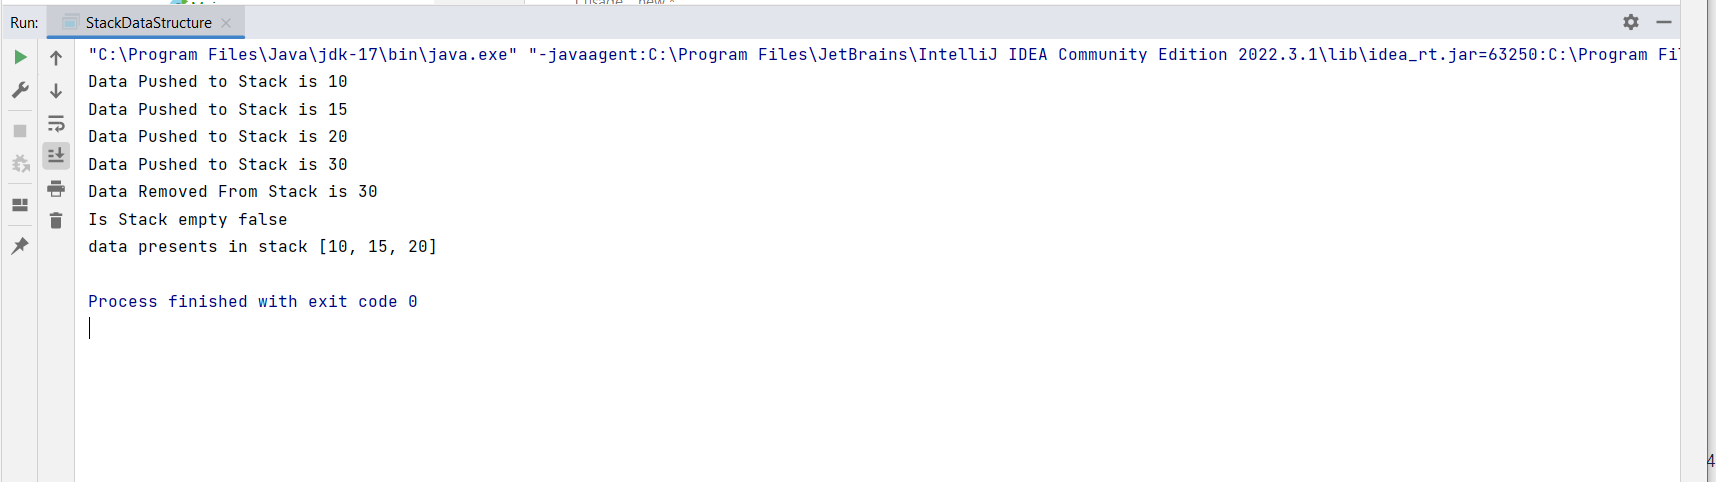 Run: StackDataStructure
"C:\Program Files\Java\jdk-17\bin\java.exe" "-javaagent:C:\Program Files\JetBrains\IntelliJ IDEA Community Edition 2022.3.1\lib\idea_rt.jar=63250:C:\Program Fi
Data Pushed to Stack is 10
Data Pushed to Stack is 15
Data Pushed to Stack is 20
Data Pushed to Stack is 30
Data Removed From Stack is 30
Is Stack empty false
data presents in stack [10, 15, 20]
Process finished with exit code 0
4